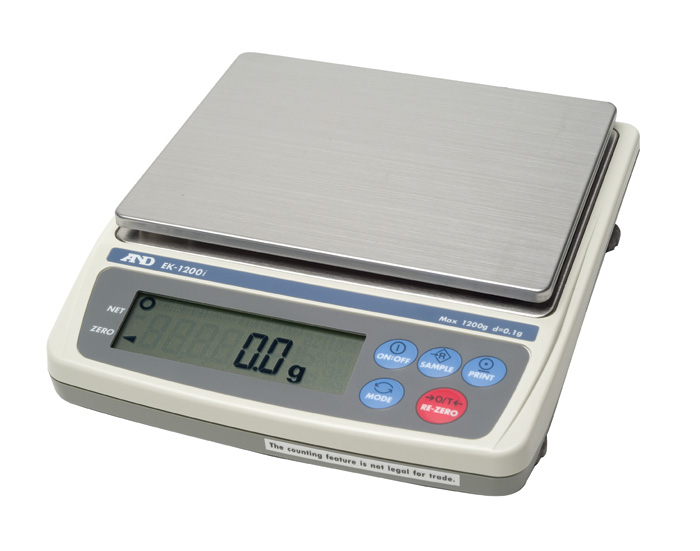 AND EK-1200i
Max 1200g d=0.1g
NET
ZERO
0.0 g
ON:OFF
→R
SAMPLE
PRINT
MODE
→O/T←
RE-ZERO
The counting feature is not legal for trade.